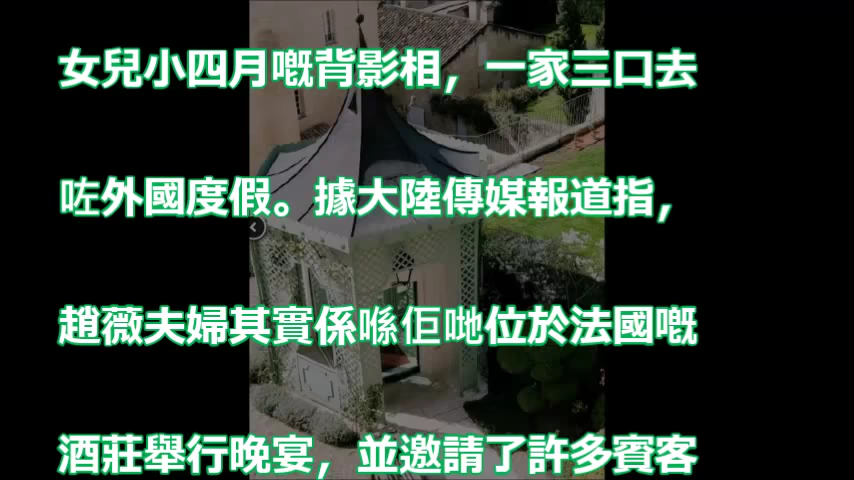 女兒小四月嘅背影相，一家三口去
咗外國度假。據大陸傳媒報道指，
趙薇夫婦其實係喺佢哋位於法國嘅
酒莊舉行晚宴，並邀請了許多賓客